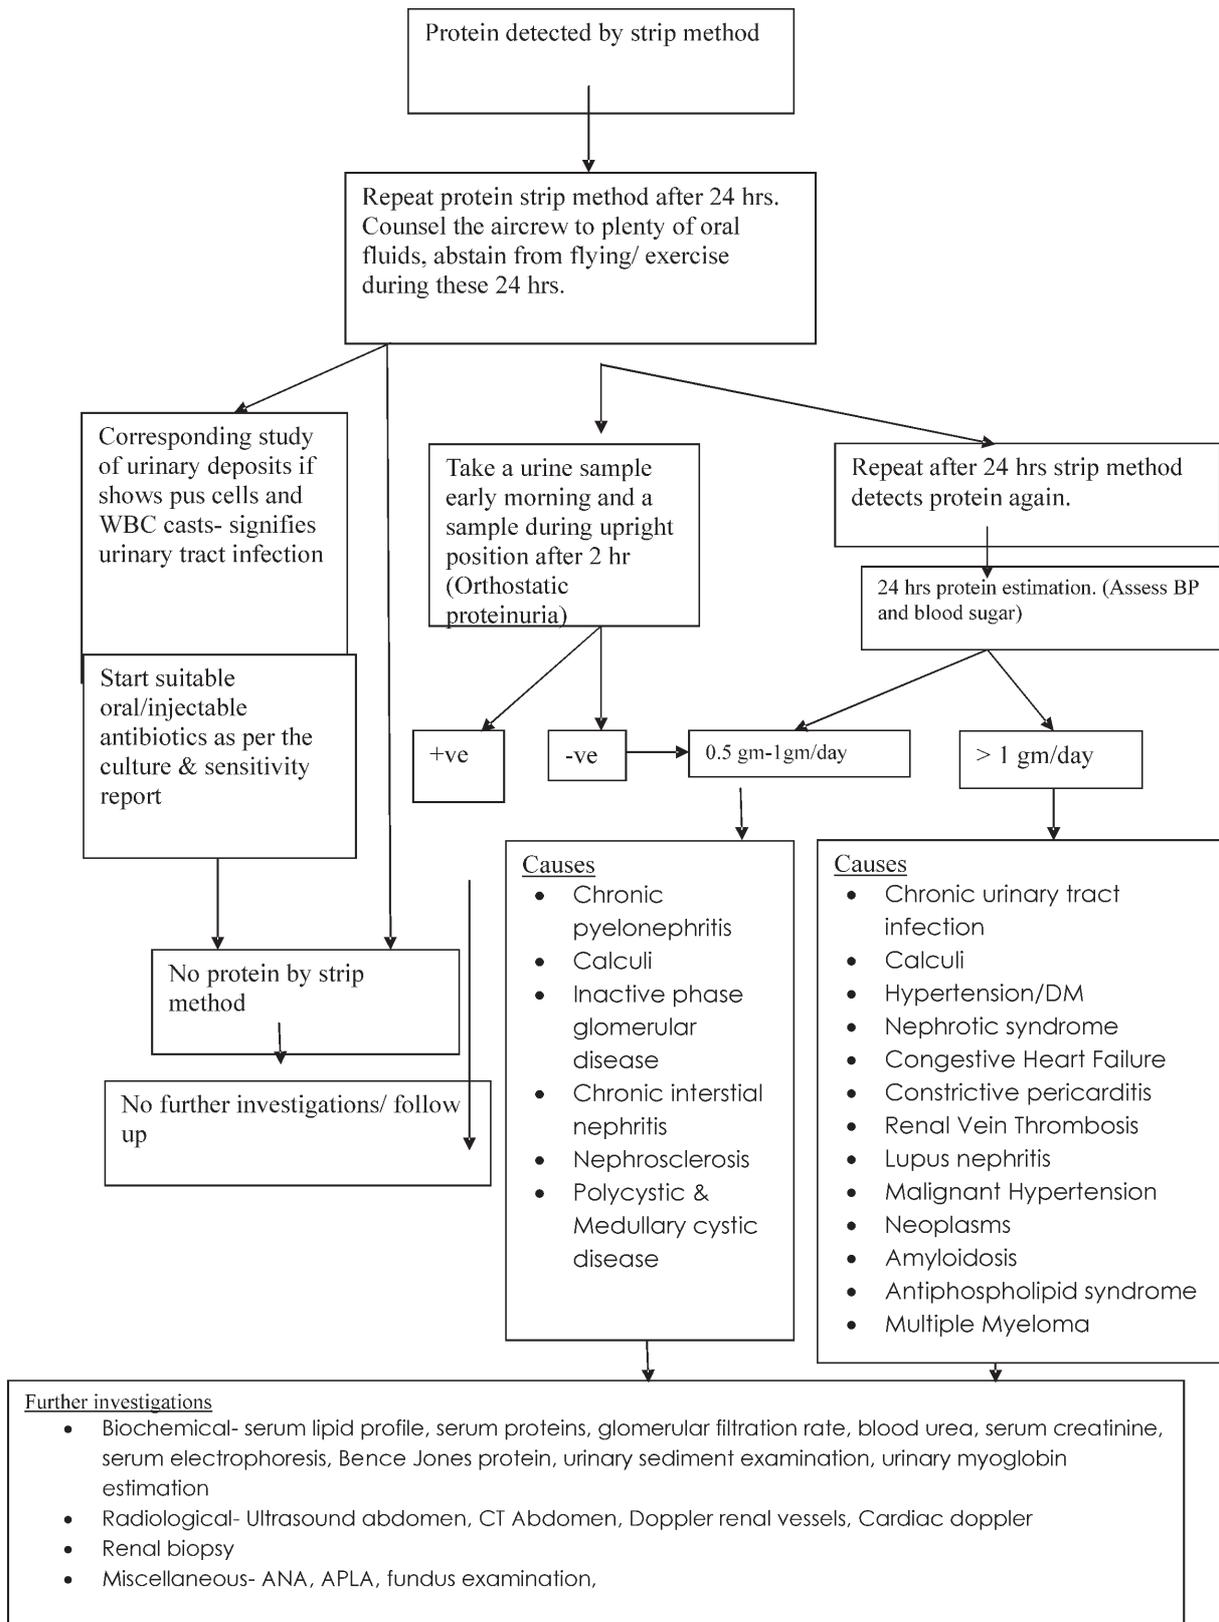 Protein detected by strip method
Repeat protein strip method after 24 hrs.
Counsel the aircrew to plenty of oral
fluids, abstain from flying/ exercise
during these 24 hrs.
Corresponding study
of urinary deposits if
shows pus cells and
WBC casts- signifies
urinary tract infection
Take a urine sample
early morning and a
sample during upright
position after 2 hr
(Orthostatic
proteinuria)
Repeat after 24 hrs strip method
detects protein again.
24 hrs protein estimation. (Assess BP
and blood sugar)
Start suitable
oral/injectable
antibiotics as per the
culture & sensitivity
report
+ve
-ve
0.5 gm-1gm/day
> 1 gm/day
No protein by strip
method
No further investigations/ follow
up
Causes
• Chronic
pyelonephritis
• Calculi
• Inactive phase
glomerular
disease
• Chronic interstial
nephritis
• Nephrosclerosis
• Polycystic &
Medullary cystic
disease
Causes
• Chronic urinary tract
infection
• Calculi
• Hypertension/DM
• Nephrotic syndrome
• Congestive Heart Failure
• Constrictive pericarditis
• Renal Vein Thrombosis
• Lupus nephritis
• Malignant Hypertension
• Neoplasms
• Amyloidosis
• Antiphospholipid syndrome
• Multiple Myeloma
Further investigations
• Biochemical- serum lipid profile, serum proteins, glomerular filtration rate, blood urea, serum creatinine,
serum electrophoresis, Bence Jones protein, urinary sediment examination, urinary myoglobin
estimation
• Radiological- Ultrasound abdomen, CT Abdomen, Doppler renal vessels, Cardiac doppler
• Renal biopsy
• Miscellaneous- ANA, APLA, fundus examination,